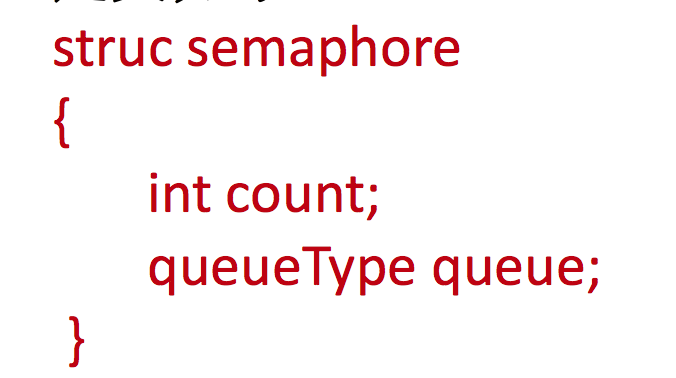 struc semaphore
{
int count;
queueType queue;
}